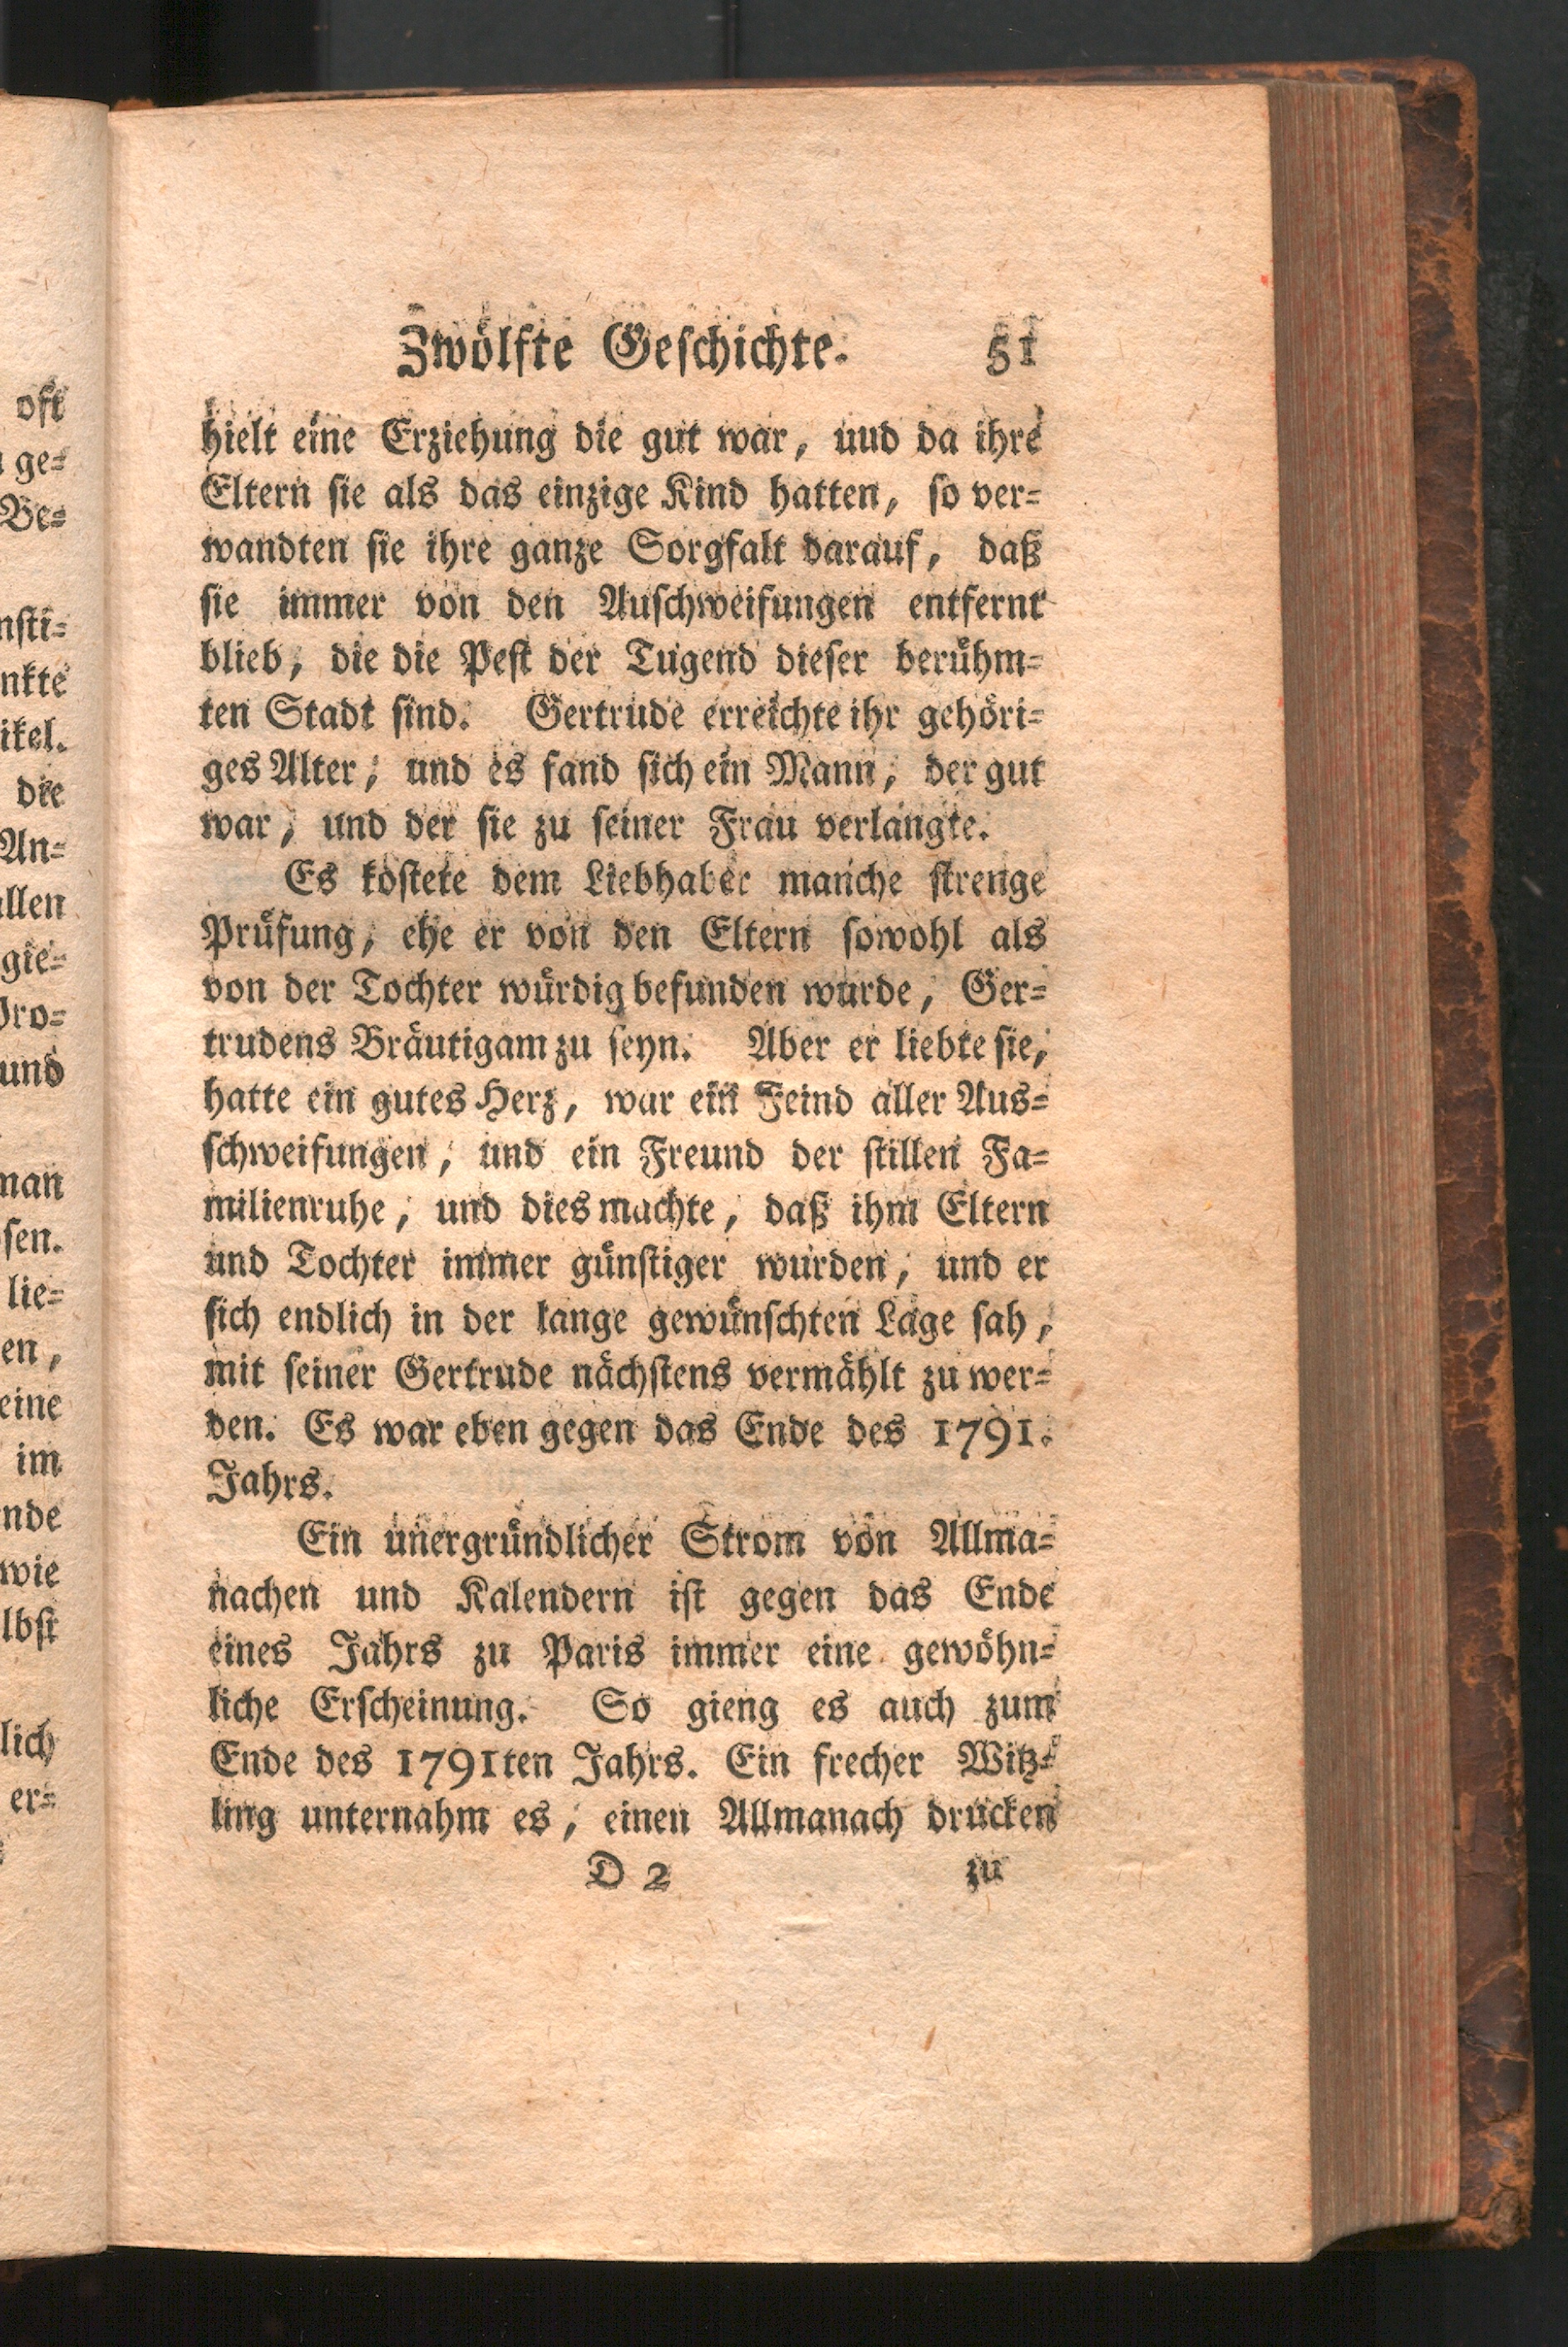 Zwölfte Geschichte. 51
hielt eine Erziehung die gut war, uud da ihre
Eltern sie als das einzige Kind hatten, so ver-
wandten sie ihre ganze Sorgfalt darauf, daß
sie immer von den Auschweifungen entfernt
blieb, die die Pest der Tugend dieser berühm-
ten Stadt sind. Gertrude erreichte ihr gehöri-
ges Alter, und es fand sich ein Mann, der gut
war, und der sie zu seiner Frau verlangte.
Es kostete dem Liebhaber manche strenge
Prüfung, ehe er von den Eltern sowohl als
von der Tochter würdig befunden wurde, Ger-
trudens Bräutigam zu seyn. Aber er liebte sie,
hatte ein gutes Herz, war ein Feind aller Aus-
schweifungen, und ein Freund der stillen Fa-
milienruhe, und dies machte, daß ihm Eltern
und Tochter immer günstiger wurden, und er
sich endlich in der lange gewünschten Lage sah,
mit seiner Gertrude nächstens vermählt zu wer-
den. Es war eben gegen das Ende des 1791.
Jahrs.
Ein unergründlicher Strom von Allma-
nachen und Kalendern ist gegen das Ende
eines Jahrs zu Paris immer eine gewöhn-
liche Erscheinung. So gieng es auch zum
Ende des 1791ten Jahrs. Ein frecher Witz-
ling unternahm es, einen Allmanach drucken
D 2 zu